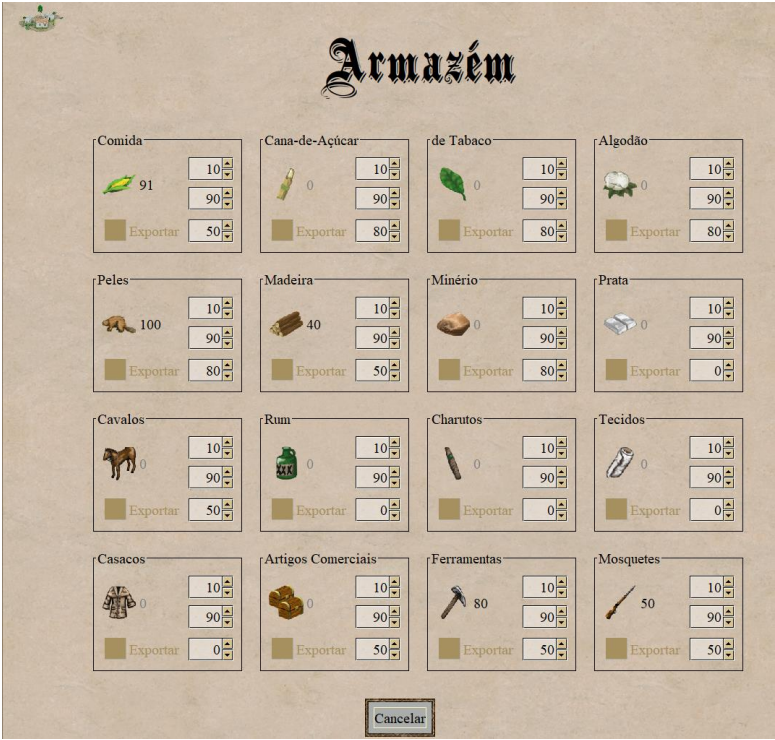 Armazém
Comida Cana-de-Açúcar de Tabaco Algodão
10 10 10 10
91 0 0 0
90 90 90 90
Exportar 50 Exportar 80 Exportar 80 Exportar 80
Peles Madeira Minério Prata
10 10 10 10
100 40 0 0
90 90 90 90
Exportar 80 Exportar 50 Exportar 80 Exportar 0
Cavalos Rum Charutos Tecidos
10 10 10 10
0 0 0 0
90 90 90 90
Exportar 50 Exportar 0 Exportar 0 Exportar 0
Casacos Artigos Comerciais Ferramentas Mosquetes
10 10 10 10
0 0 80 50
90 90 90 90
Exportar 0 Exportar 50 Exportar 50 Exportar 50
Cancelar